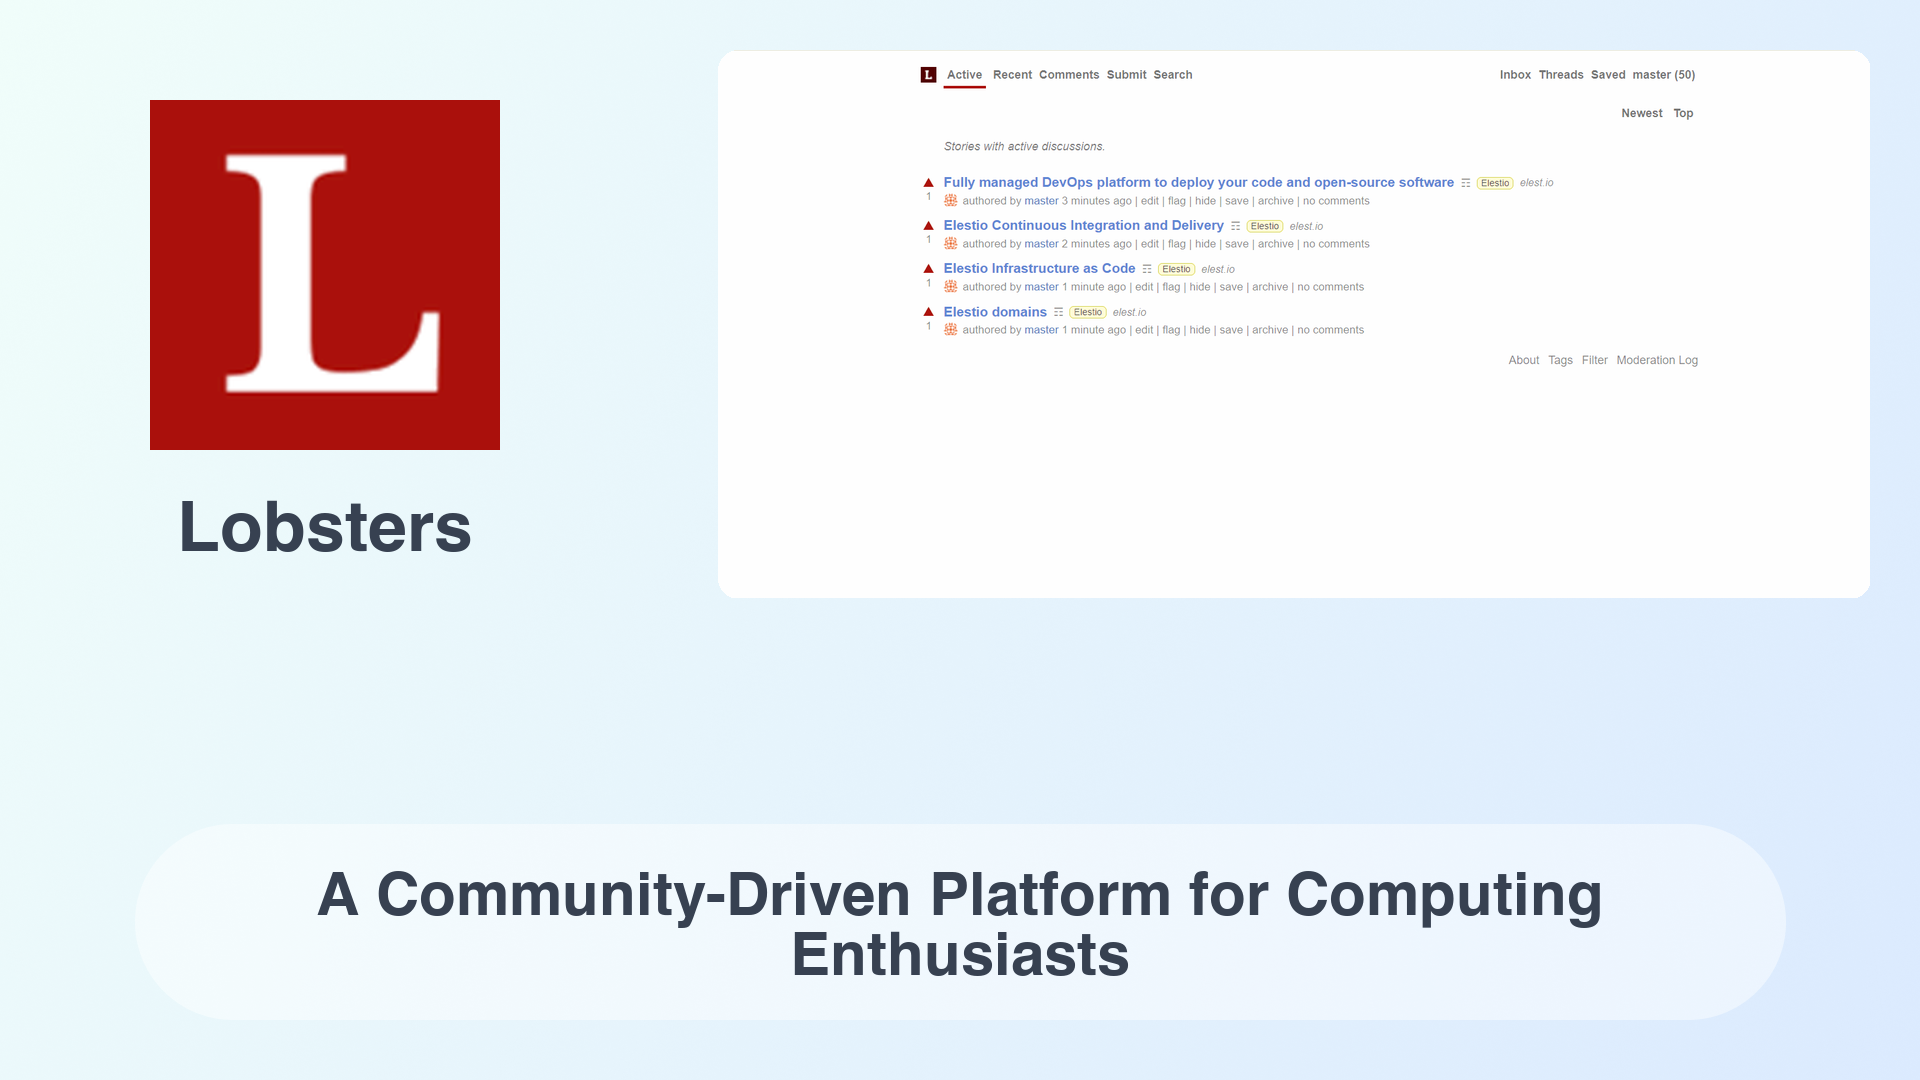 L
Lobsters
L Active Recent Comments Submit Search Inbox Threads Saved master (50)
Newest Top
Stories with active discussions.
Fully managed DevOps platform to deploy your code and open-source software Elestio elest.io
1 authored by master 3 minutes ago | edit | flag | hide | save | archive | no comments
Elestio Continuous Integration and Delivery Elestio elest.io
1 authored by master 2 minutes ago | edit | flag | hide | save | archive | no comments
Elestio Infrastructure as Code Elestio elest.io
1 authored by master 1 minute ago | edit | flag | hide | save | archive | no comments
Elestio domains Elestio elest.io
1 authored by master 1 minute ago | edit | flag | hide | save | archive | no comments
About Tags Filter Moderation Log
A Community-Driven Platform for Computing
Enthusiasts